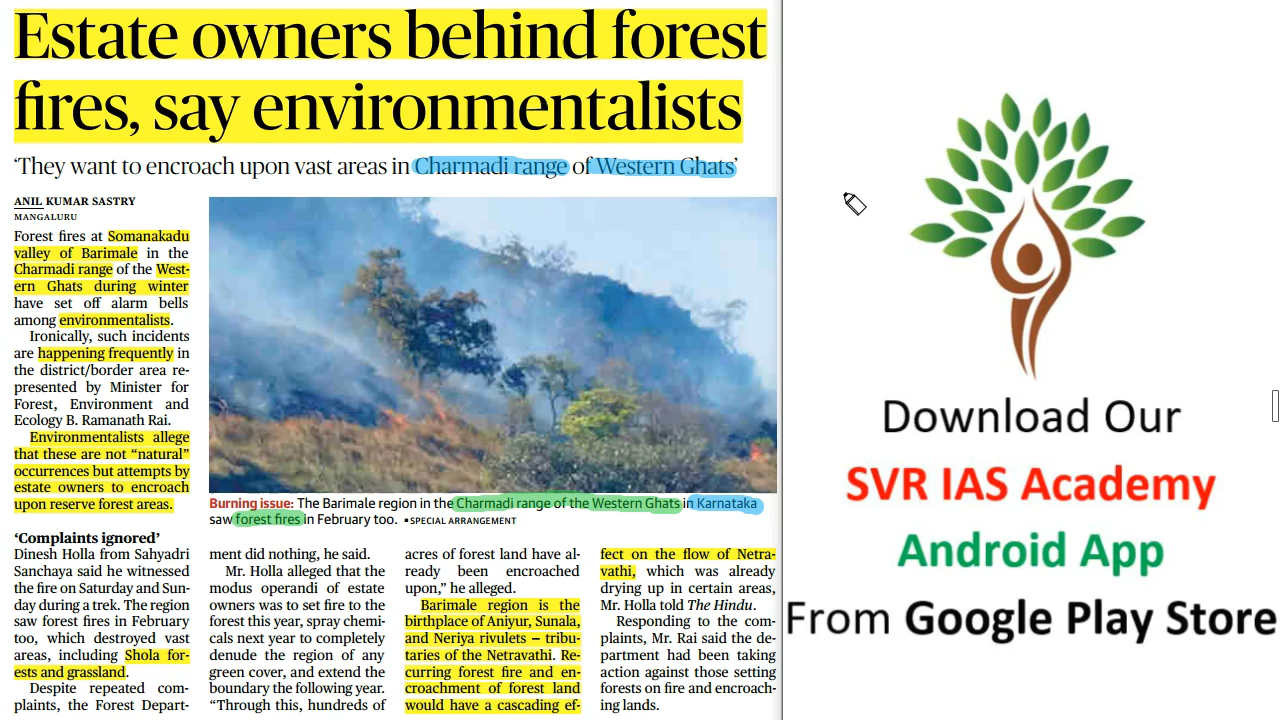 Estate owners behind forest
fires, say environmentalists
‘They want to encroach upon vast areas in Charmadi range of Western Ghats’
ANIL KUMAR SASTRY
MANGALURU
Forest fires at Somanakadu
valley of Barimale in the
Charmadi range of the West-
ern Ghats during winter
have set off alarm bells
among environmentalists.
Ironically, such incidents
are happening frequently in
the district/border area re-
presented by Minister for
Forest, Environment and
Ecology B. Ramanath Rai.
Environmentalists allege
that these are not “natural”
occurrences but attempts by
estate owners to encroach
upon reserve forest areas.
‘Complaints ignored’
Dinesh Holla from Sahyadri
Sanchaya said he witnessed
the fire on Saturday and Sun-
day during a trek. The region
saw forest fires in February
too, which destroyed vast
areas, including Shola for-
ests and grassland.
Despite repeated com-
plaints, the Forest Depart-
Burning issue: The Barimale region in the Charmadi range of the Western Ghats in Karnataka
saw forest fires in February too. ▪SPECIAL ARRANGEMENT
ment did nothing, he said.
Mr. Holla alleged that the
modus operandi of estate
owners was to set fire to the
forest this year, spray chemi-
cals next year to completely
denude the region of any
green cover, and extend the
boundary the following year.
“Through this, hundreds of
acres of forest land have al-
ready been encroached
upon,” he alleged.
Barimale region is the
birthplace of Aniyur, Sunala,
and Neriya rivulets – tribu-
taries of the Netravathi. Re-
curring forest fire and en-
croachment of forest land
would have a cascading ef-
fect on the flow of Netra-
vathi, which was already
drying up in certain areas,
Mr. Holla told The Hindu.
Responding to the com-
plaints, Mr. Rai said the de-
partment had been taking
action against those setting
forests on fire and encroach-
ing lands.
Download Our
SVR IAS Academy
Android App
From Google Play Store